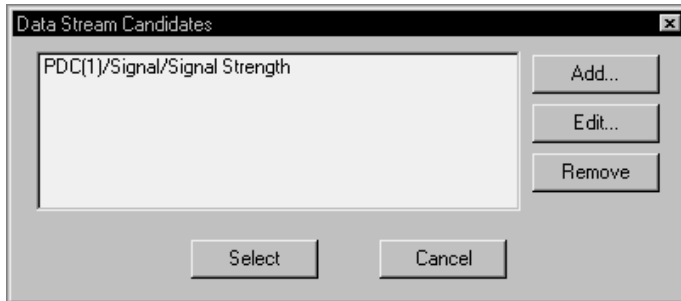 Data Stream Candidates
PDC(1)/Signal/Signal Strength
Add...
Edit...
Remove
Select
Cancel